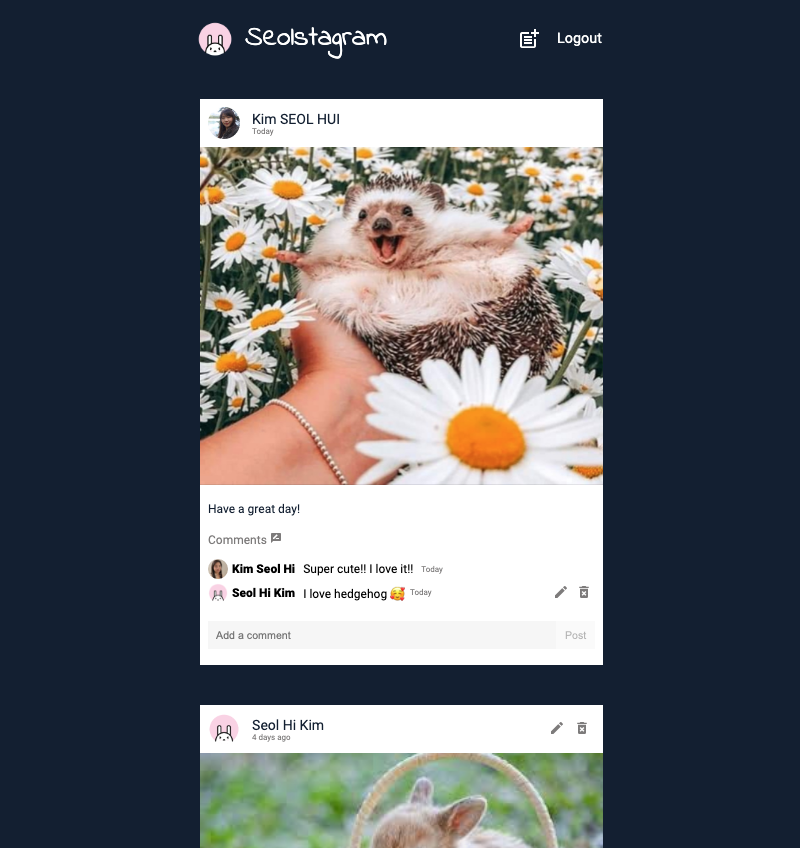 Seolstagram
Logout
Kim SEOL HUI
Today
Have a great day!
Comments
Kim Seol Hi Super cute!! I love it!! Today
Seol Hi Kim I love hedgehog 🥰 Today
Add a comment Post
Seol Hi Kim
4 days ago